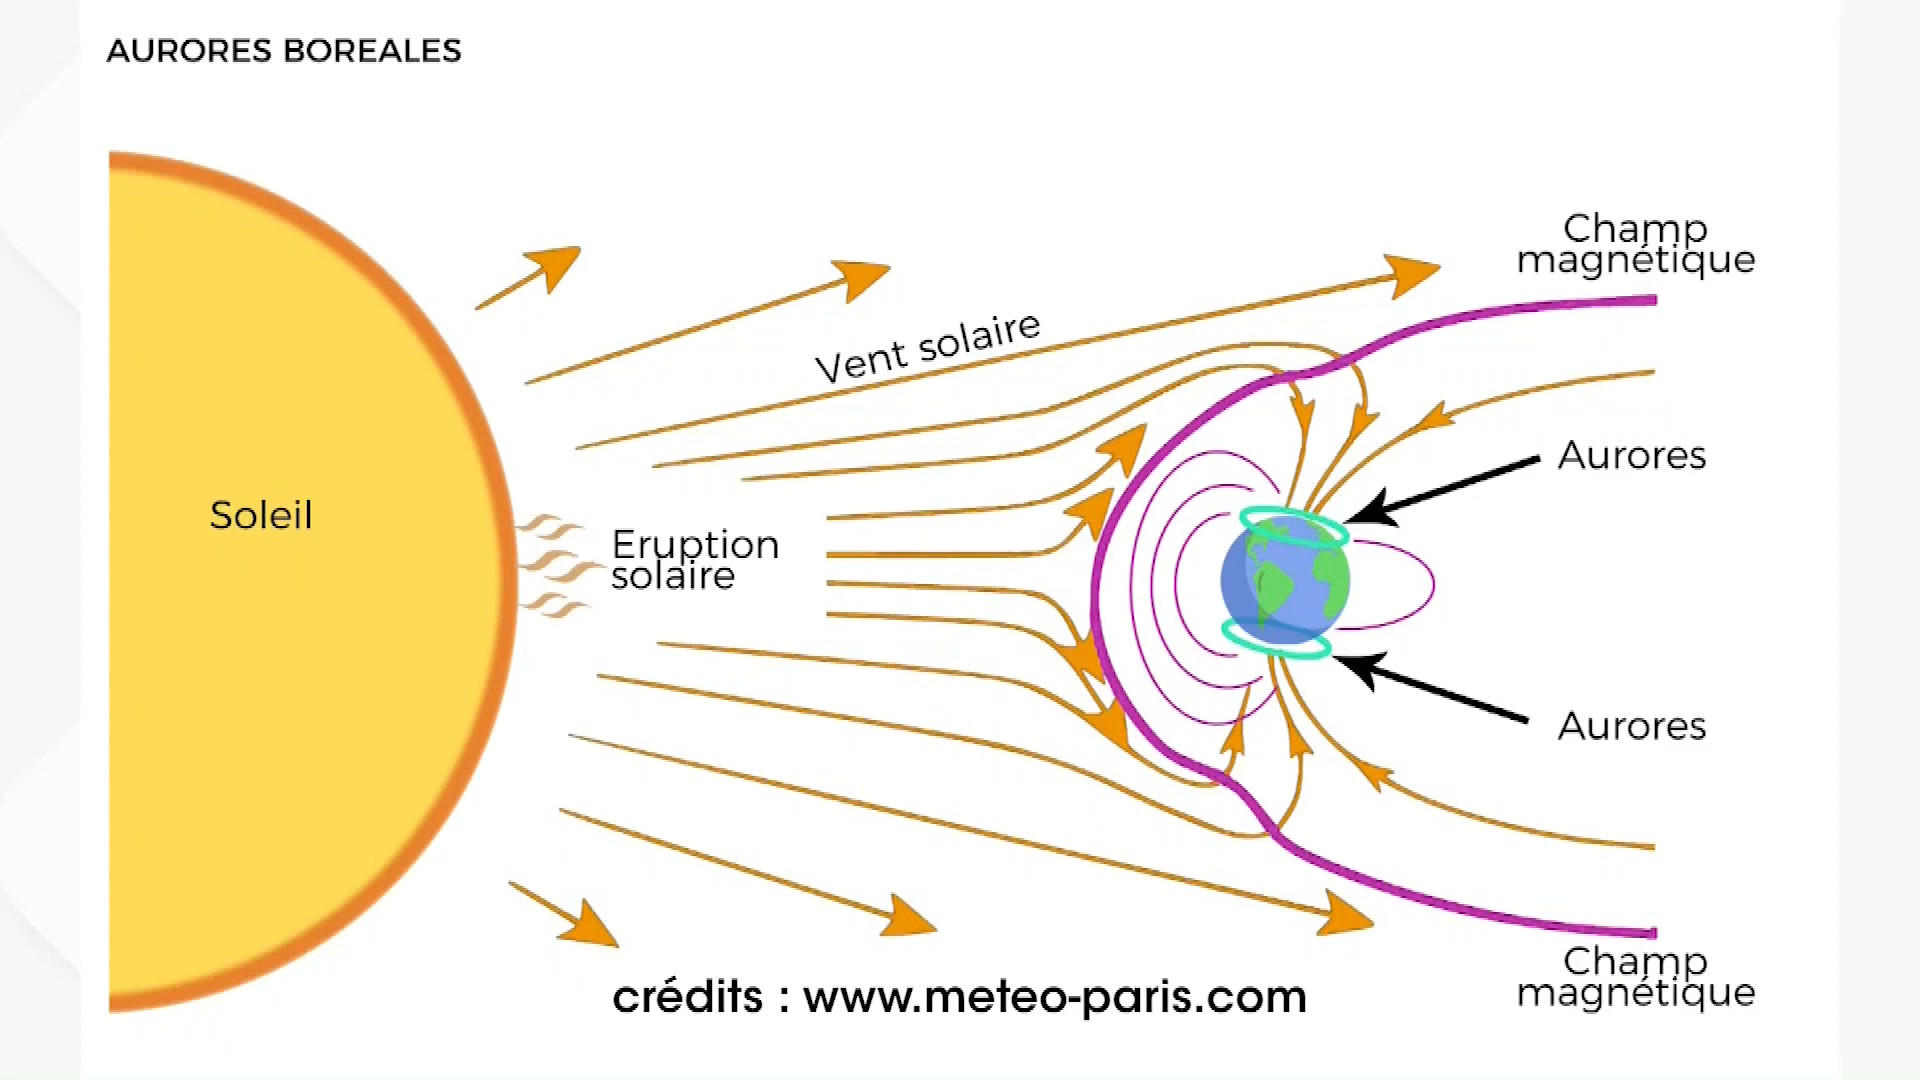 AURORES BOREALES
Champ
magnétique
Vent solaire
Aurores
Soleil
Eruption
solaire
Aurores
Champ
magnétique
crédits : www.meteo-paris.com